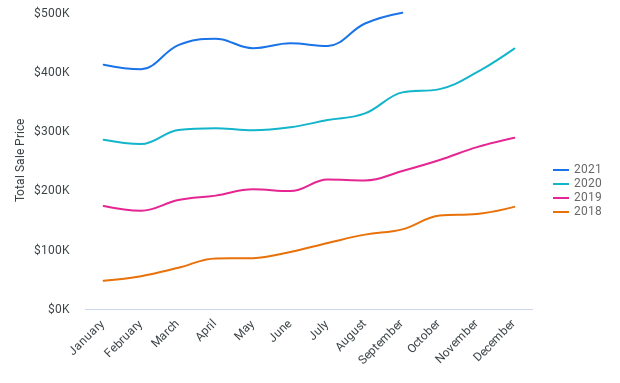 $500K
$400K
$300K
$200K
$100K
$0K
Total Sale Price
January
February
March
April
May
June
July
August
September
October
November
December
2021
2020
2019
2018